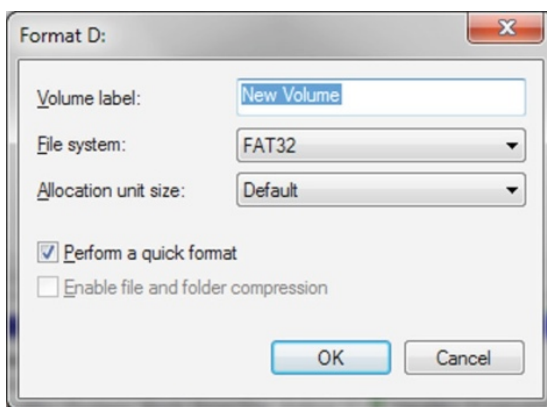 Format D:
Volume label: New Volume
File system: FAT32
Allocation unit size: Default
Perform a quick format
Enable file and folder compression
OK Cancel